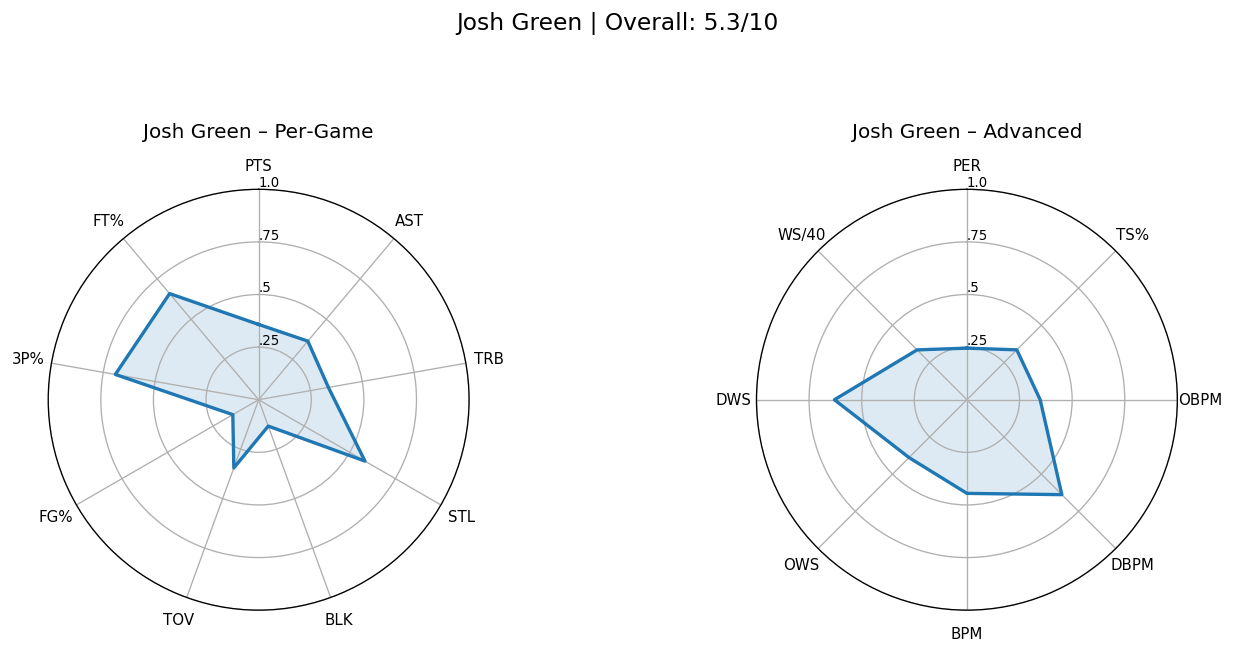 Josh Green | Overall: 5.3/10
Josh Green – Per-Game
PTS
1.0
FT%
AST
.75
.5
3P%
.25
TRB
FG%
STL
TOV
BLK
Josh Green – Advanced
PER
1.0
WS/40
TS%
.75
.5
.25
DWS
OBPM
OWS
DBPM
BPM